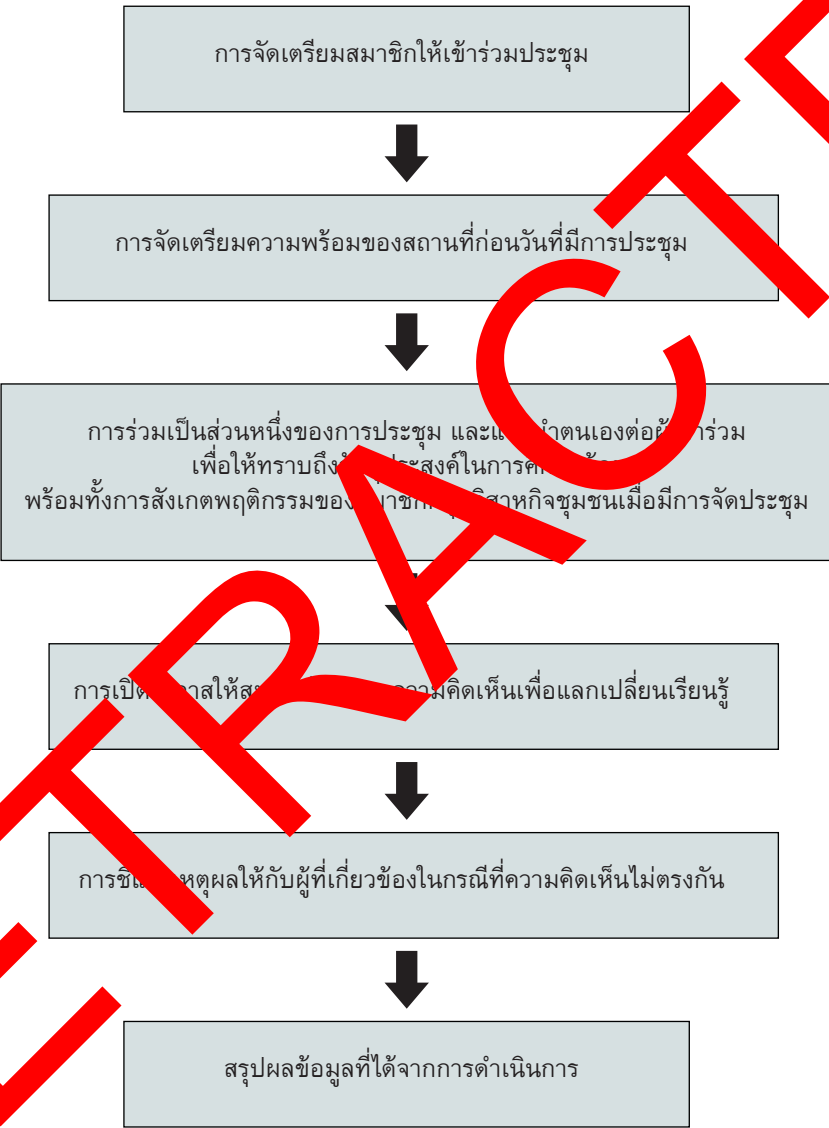 การจัดเตรียมสมาชิกให้เข้าร่วมประชุม
การจัดเตรียมความพร้อมของสถานที่ก่อนวันที่มีการประชุม
การร่วมเป็นส่วนหนึ่งของการประชุม และ
เพื่อให้ทราบถึง
พร้อมทั้งการสังเกตพฤติกรรมของ ชุมชนเมื่อมีการจัดประชุม
คิดเห็นเพื่อแลกเปลี่ยนเรียนรู้
ให้กับผู้ที่เกี่ยวข้องในกรณีที่ความคิดเห็นไม่ตรงกัน
สรุปผลข้อมูลที่ได้จากการดำเนินการ